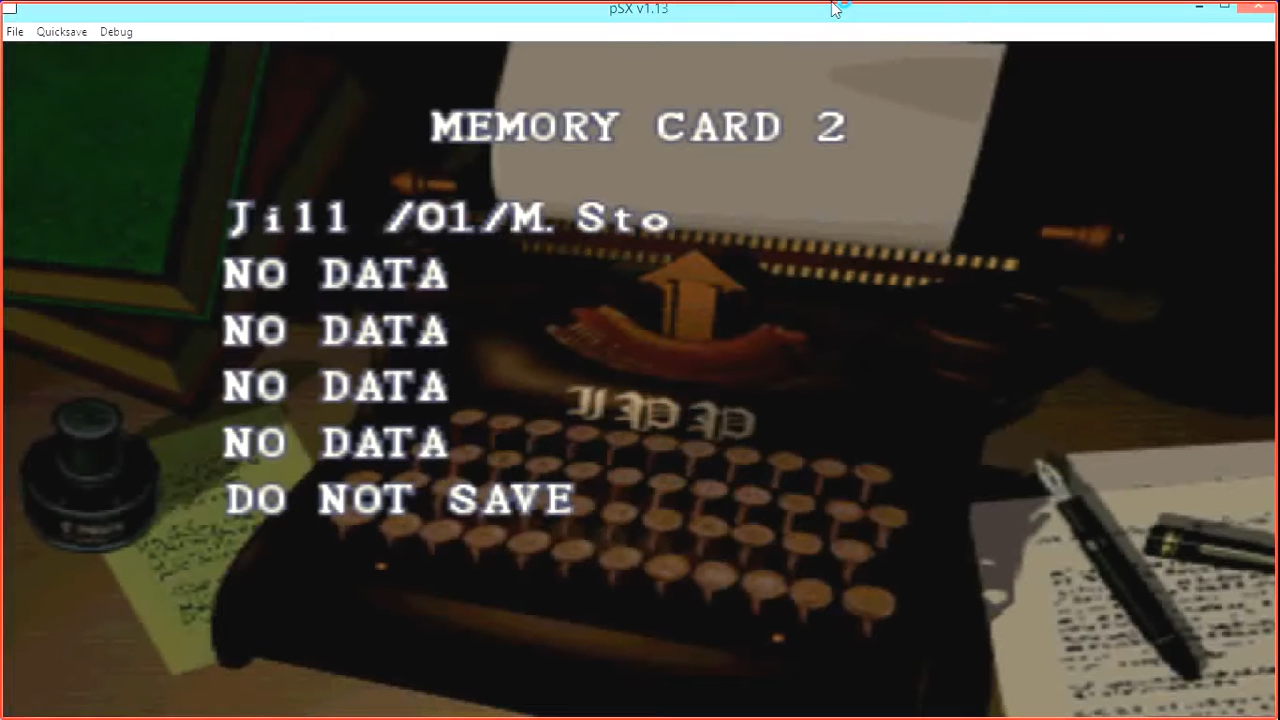 pSX v1.13
File Quicksave Debug
MEMORY CARD 2
Jill /01/M. Sto
NO DATA
NO DATA
NO DATA
NO DATA
DO NOT SAVE